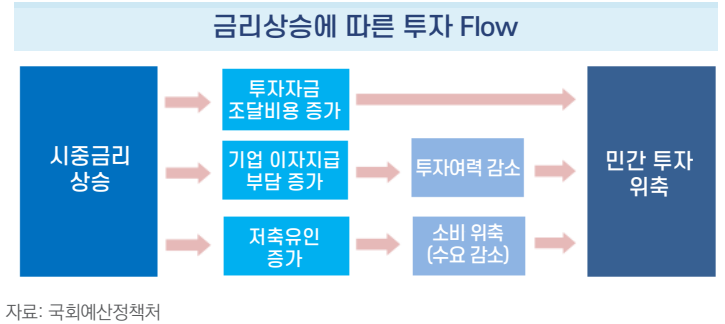 금리상승에 따른 투자 Flow
시중금리
상승
투자자금
조달비용 증가
기업 이자지급
부담 증가
투자여력 감소
저축유인
증가
소비 위축
(수요 감소)
민간 투자
위축
자료: 국회예산정책처